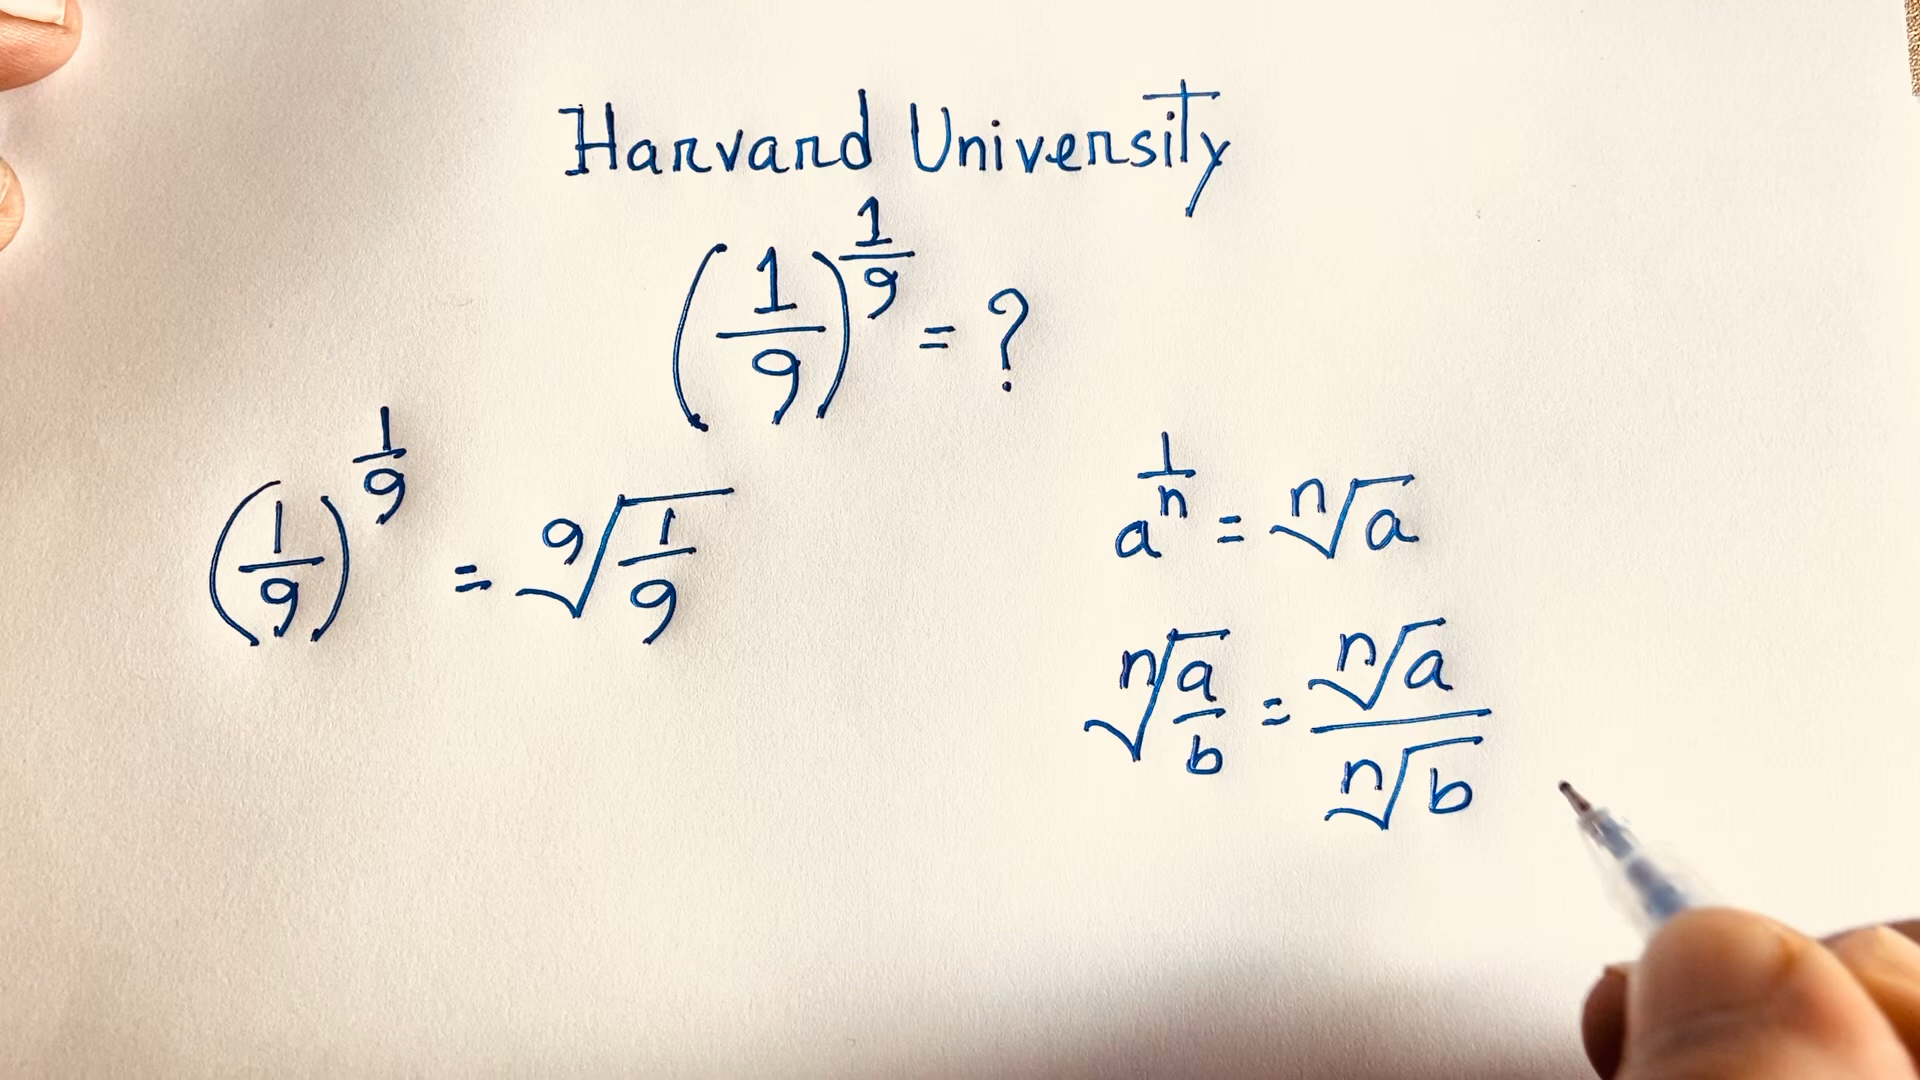 Harvard University
(1/9)^(1/9) = ?
(1/9)^(1/9) = ⁹√(1/9)
a^(1/n) = ⁿ√a
ⁿ√(a/b) = ⁿ√a / ⁿ√b